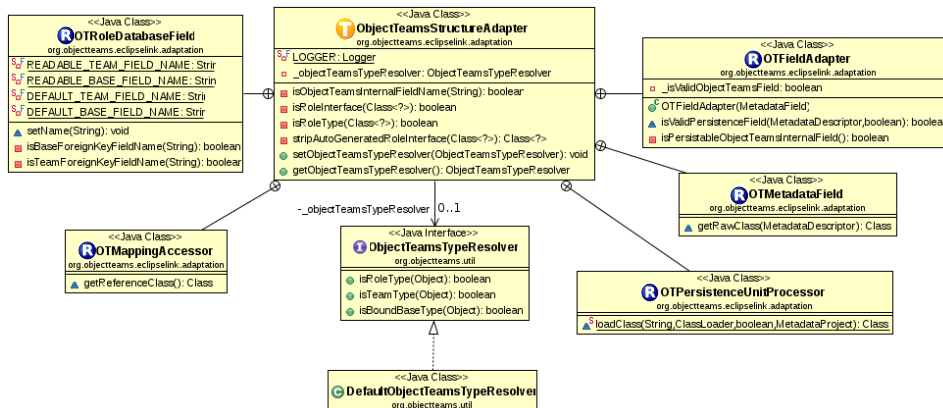 <<Java Class>>
OTRoleDatabaseField
org.objectteams.eclipselink.adaptation
READABLE_TEAM_FIELD_NAME: Strir
READABLE_BASE_FIELD_NAME: Strir
DEFAULT_TEAM_FIELD_NAME: Strir
DEFAULT_BASE_FIELD_NAME: Strir
setName(String): void
isBaseForeignKeyFieldName(String): boolean
isTeamForeignKeyFieldName(String): boolean
<<Java Class>>
ObjectTeamsStructureAdapter
org.objectteams.eclipselink.adaptation
LOGGER: Logger
_objectTeamsTypeResolver: ObjectTeamsTypeResolver
isObjectTeamsInternalFieldName(String): boolean
isRoleInterface(Class<?>): boolean
isRoleType(Class<?>): boolean
stripAutoGeneratedRoleInterface(Class<?>): Class<?>
setObjectTeamsTypeResolver(ObjectTeamsTypeResolver): void
getObjectTeamsTypeResolver(): ObjectTeamsTypeResolver
<<Java Class>>
OTFieldAdapter
org.objectteams.eclipselink.adaptation
_isValidObjectTeamsField: boolean
OTFieldAdapter(MetadataField)
isValidPersistenceField(MetadataDescriptor,boolean): boolean
isPersistableObjectTeamsInternalField(): boolean
<<Java Class>>
OTMetadataField
org.objectteams.eclipselink.adaptation
getRawClass(MetadataDescriptor): Class
-_objectTeamsTypeResolver 0..1
<<Java Class>>
OTMappingAccessor
org.objectteams.eclipselink.adaptation
getReferenceClass(): Class
<<Java Interface>>
ObjectTeamsTypeResolver
org.objectteams.util
isRoleType(Object): boolean
isTeamType(Object): boolean
isBoundBaseType(Object): boolean
<<Java Class>>
OTPersistenceUnitProcessor
org.objectteams.eclipselink.adaptation
loadClass(String,ClassLoader,boolean,MetadataProject): Class
<<Java Class>>
DefaultObjectTeamsTypeResolver
org.objectteams.util